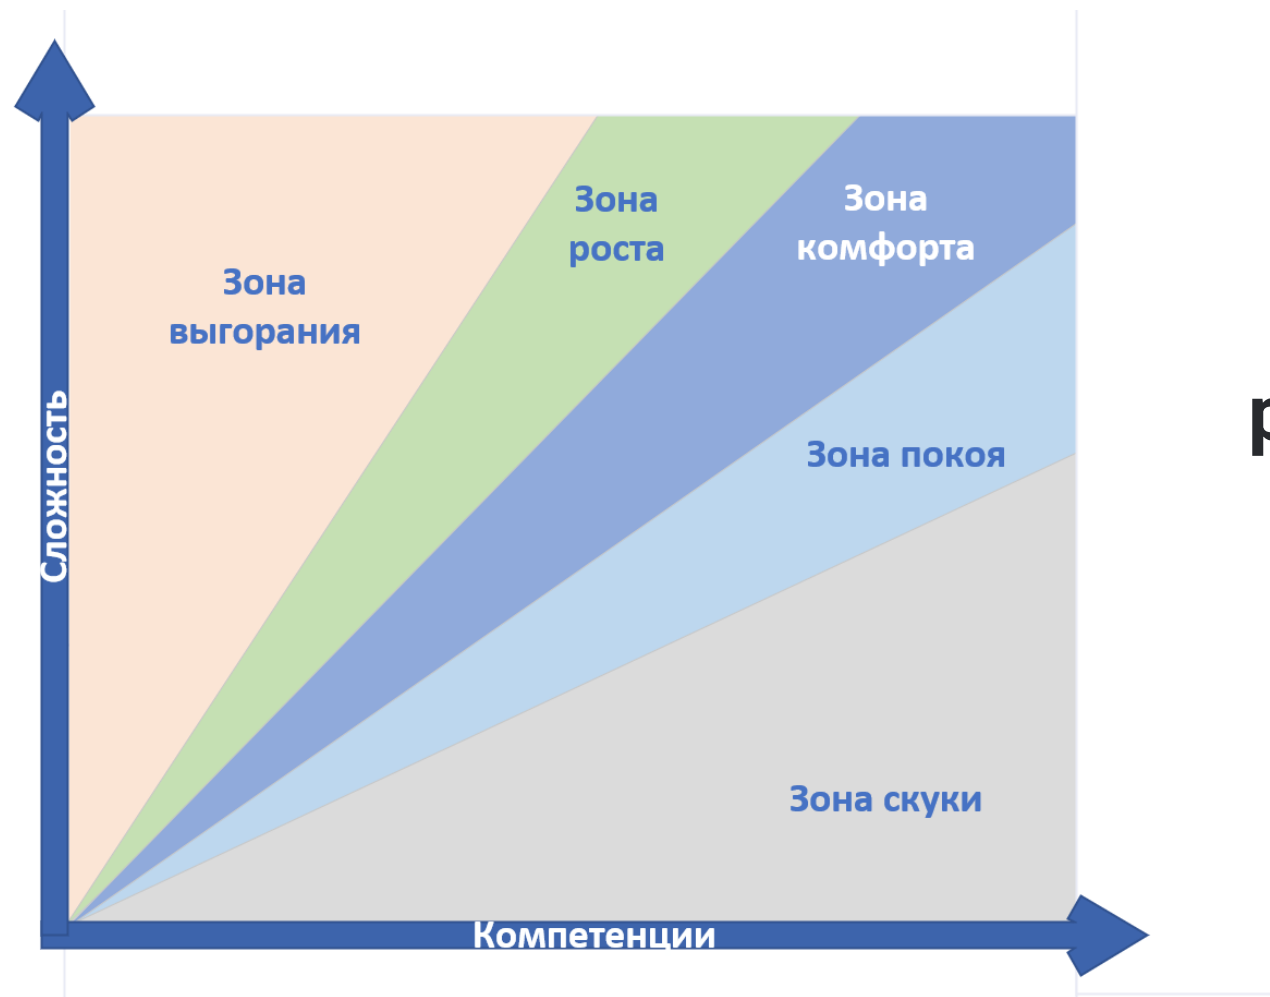 Зона
роста
Зона
комфорта
Зона
выгорания
Сложность
Зона покоя
Зона скуки
Компетенции